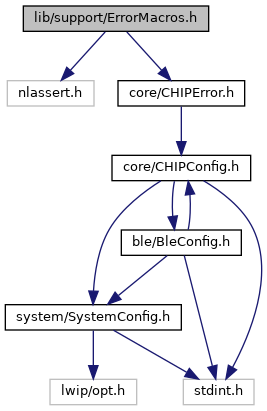 lib/support/ErrorMacros.h
nlassert.h
core/CHIPError.h
core/CHIPConfig.h
ble/BleConfig.h
system/SystemConfig.h
lwip/opt.h
stdint.h